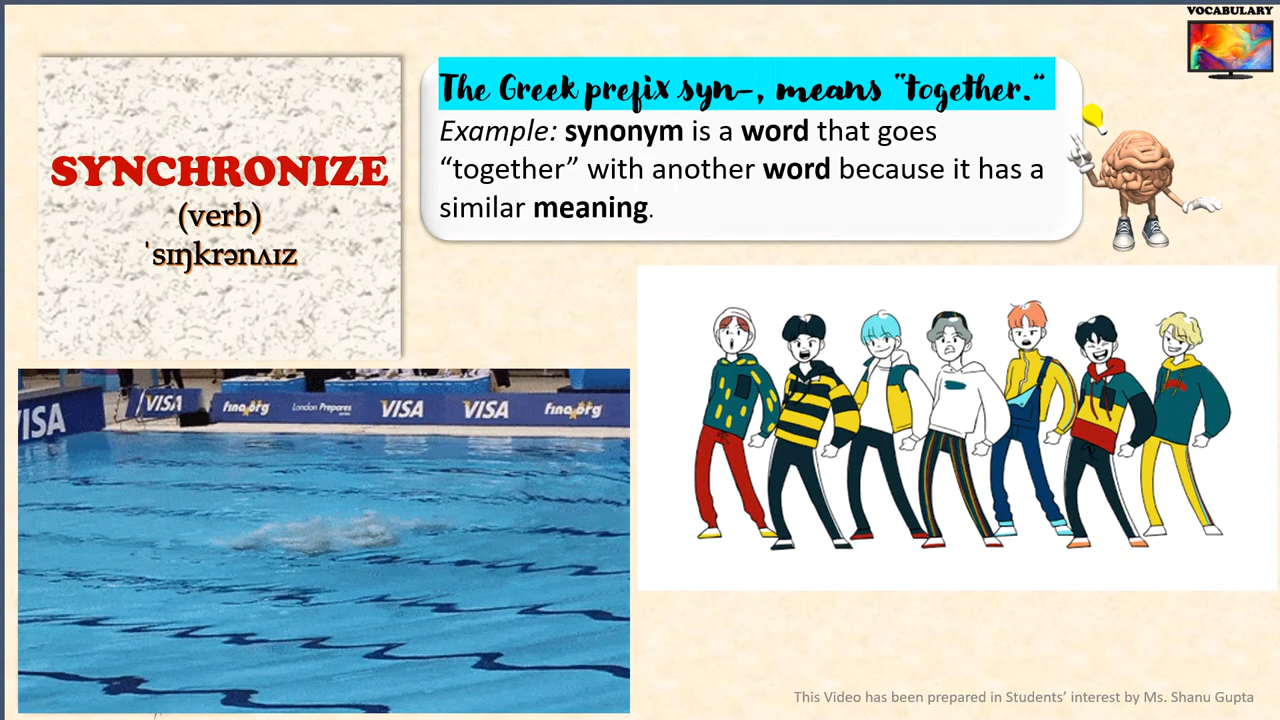 VOCABULARY
SYNCHRONIZE
(verb)
ˈsɪŋkrənʌɪz
The Greek prefix syn-, means “together.”
Example: synonym is a word that goes
“together” with another word because it has a
similar meaning.
VISA
VISA
fina.org
London Prepares
series
VISA
VISA
fina.org
This Video has been prepared in Students’ interest by Ms. Shanu Gupta